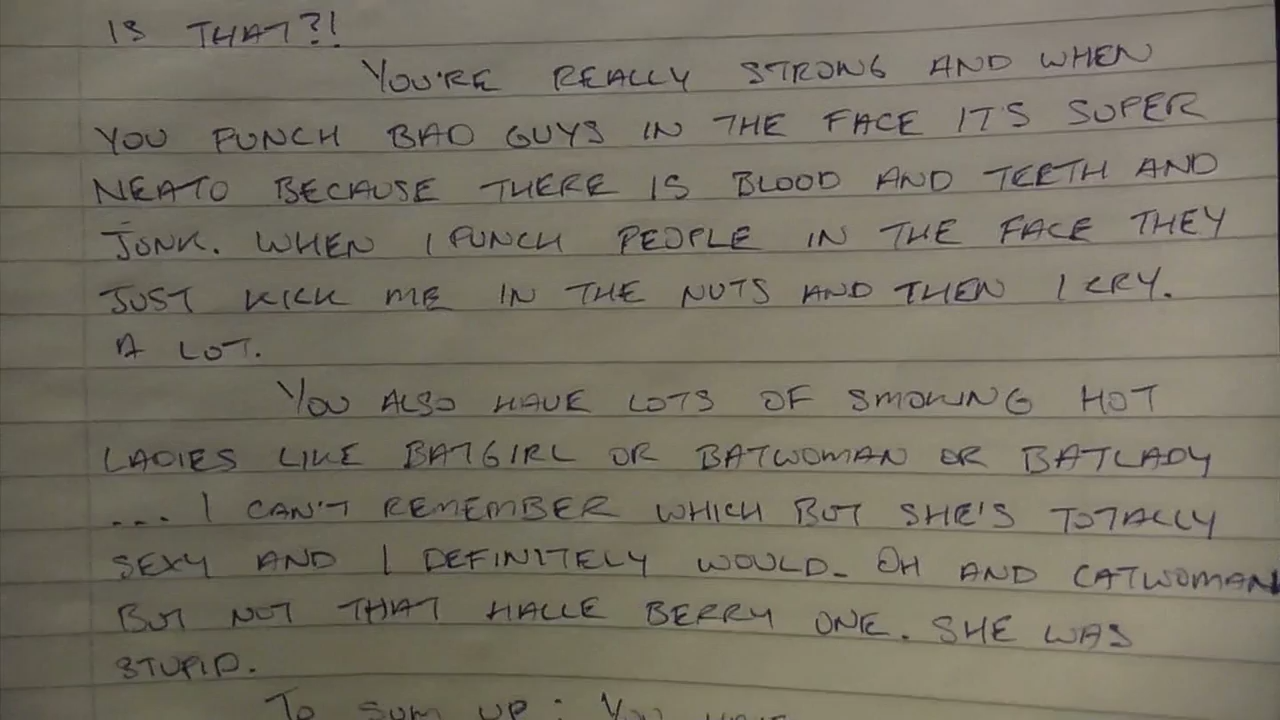 IS THAT?!
YOU'RE REALLY STRONG AND WHEN
YOU PUNCH BAD GUYS IN THE FACE IT'S SUPER
NEATO BECAUSE THERE IS BLOOD AND TEETH AND
JUNK. WHEN I PUNCH PEOPLE IN THE FACE THEY
JUST KICK ME IN THE NUTS AND THEN I CRY.
A LOT.
YOU ALSO HAVE LOTS OF SMOKING HOT
LADIES LIKE BATGIRL OR BATWOMAN OR BATLADY
... I CAN'T REMEMBER WHICH BUT SHE'S TOTALLY
SEXY AND I DEFINITELY WOULD. OH AND CATWOMAN
BUT NOT THAT HALLE BERRY ONE. SHE WAS
STUPID.
TO SUM UP: YOU